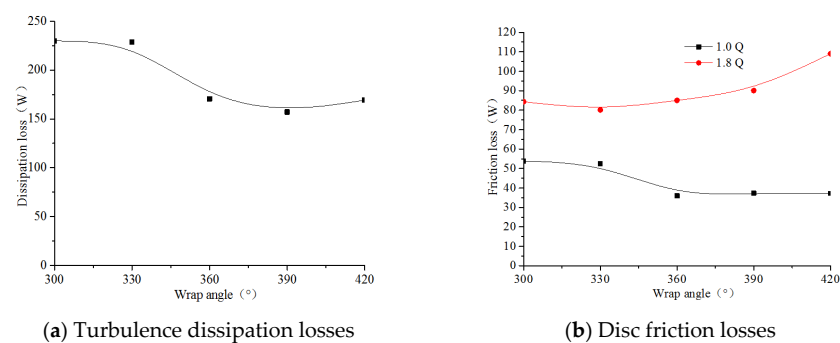 250
200
150
100
50
0
Dissipation loss（W）
300 330 360 390 420
Wrap angle（°）
(a) Turbulence dissipation losses
120
110
100
90
80
70
60
50
40
30
20
10
0
Friction loss（W）
1.0 Q
1.8 Q
300 330 360 390 420
Wrap angle（°）
(b) Disc friction losses